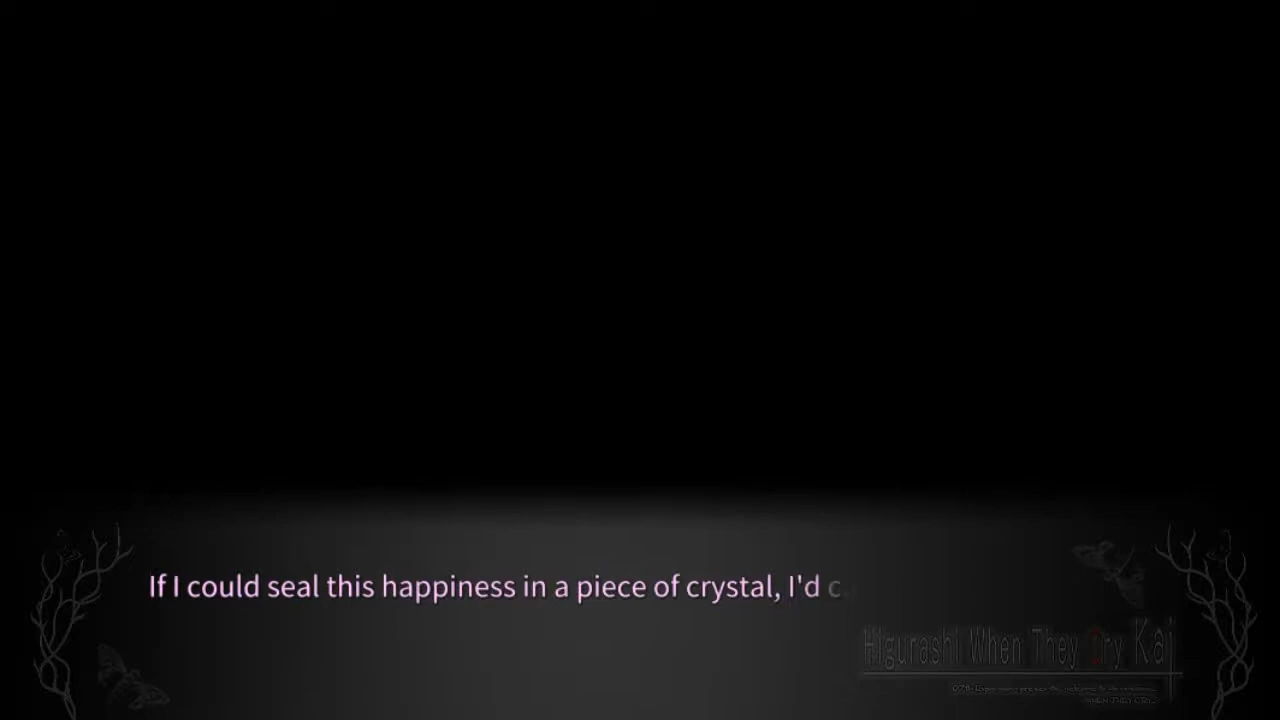 If I could seal this happiness in a piece of crystal, I'd c
Higurashi When They Cry Kai